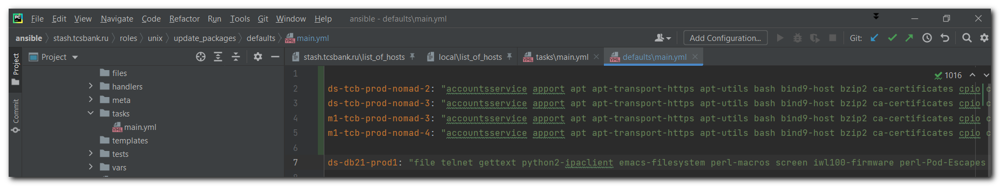 PC File Edit View Navigate Code Refactor Run Tools Git Window Help ansible - defaults\main.yml
ansible stash.tcsbank.ru roles unix update_packages defaults main.yml Add Configuration... Git:
Project
Project
stash.tcsbank.ru\list_of_hosts local\list_of_hosts tasks\main.yml defaults\main.yml
files
handlers
meta
tasks
main.yml
templates
tests
vars
Commit
1016
1
2 ds-tcb-prod-nomad-2: "accountsservice apport apt apt-transport-https apt-utils bash bind9-host bzip2 ca-certificates cpio c
3 ds-tcb-prod-nomad-3: "accountsservice apport apt apt-transport-https apt-utils bash bind9-host bzip2 ca-certificates cpio c
4 m1-tcb-prod-nomad-3: "accountsservice apport apt apt-transport-https apt-utils bash bind9-host bzip2 ca-certificates cpio c
5 m1-tcb-prod-nomad-4: "accountsservice apport apt apt-transport-https apt-utils bash bind9-host bzip2 ca-certificates cpio c
6
7 ds-db21-prod1: "file telnet gettext python2-ipaclient emacs-filesystem perl-macros screen iwl100-firmware perl-Pod-Escapes